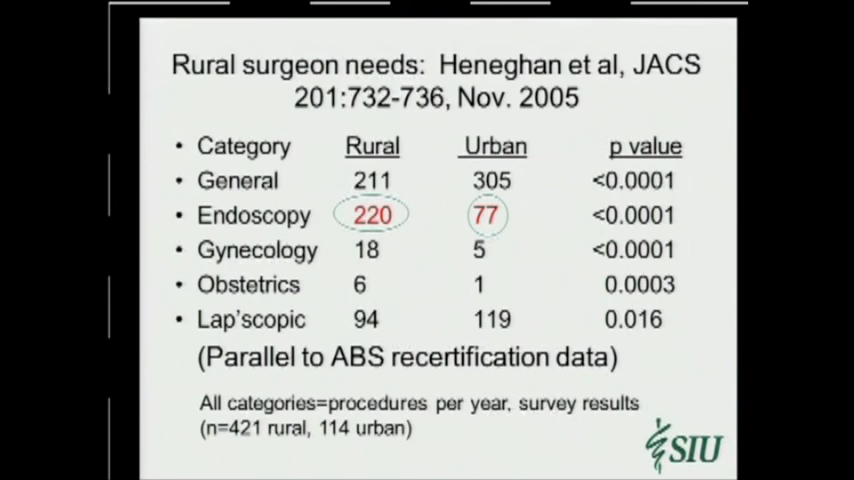 Rural surgeon needs: Heneghan et al, JACS
201:732-736, Nov. 2005
• Category Rural Urban p value
• General 211 305 <0.0001
• Endoscopy 220 77 <0.0001
• Gynecology 18 5 <0.0001
• Obstetrics 6 1 0.0003
• Lap'scopic 94 119 0.016
(Parallel to ABS recertification data)
All categories=procedures per year, survey results
(n=421 rural, 114 urban)
SIU